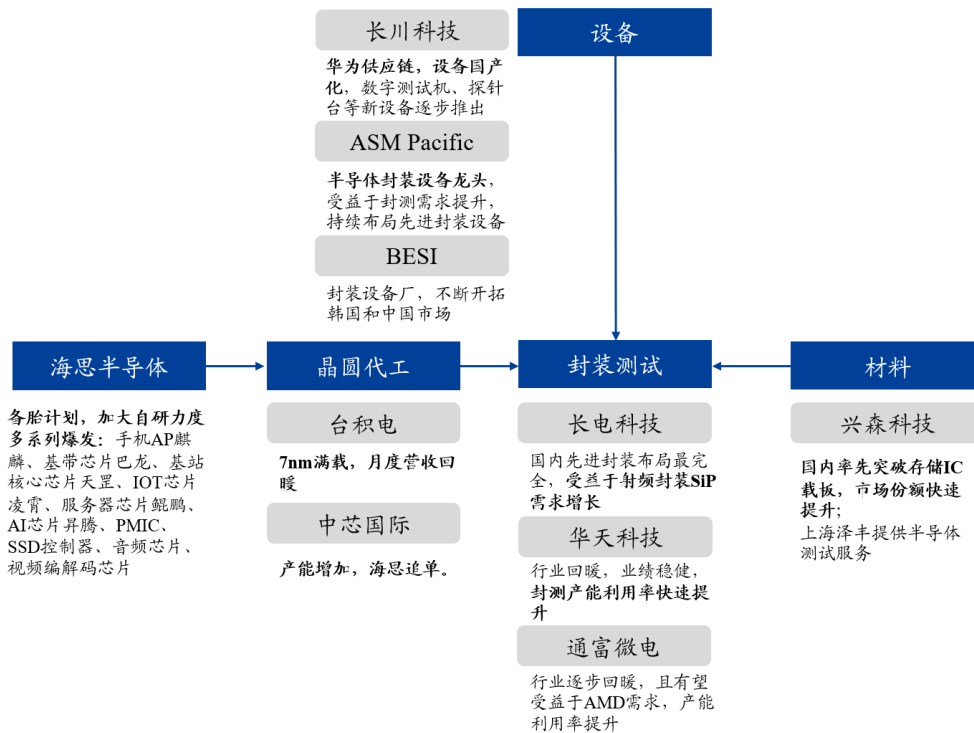 长川科技
华为供应链，设备国产
化，数字测试机、探针
台等新设备逐步推出
ASM Pacific
半导体封装设备龙头，
受益于封测需求提升，
持续布局先进封装设备
BESI
封装设备厂，不断开拓
韩国和中国市场
设备
海思半导体
备胎计划，加大自研力度
多系列爆发：手机AP麒
麟、基带芯片巴龙、基站
核心芯片天罡、IOT芯片
凌霄、服务器芯片鲲鹏、
AI芯片昇腾、PMIC、
SSD控制器、音频芯片、
视频编解码芯片
晶圆代工
台积电
7nm满载，月度营收回
暖
中芯国际
产能增加，海思追单。
封装测试
长电科技
国内先进封装布局最完
全，受益于射频封装SiP
需求增长
华天科技
行业回暖，业绩稳健，
封测产能利用率快速提
升
通富微电
行业逐步回暖，且有望
受益于AMD需求，产能
利用率提升
材料
兴森科技
国内率先突破存储IC
载板，市场份额快速
提升;
上海泽丰提供半导体
测试服务